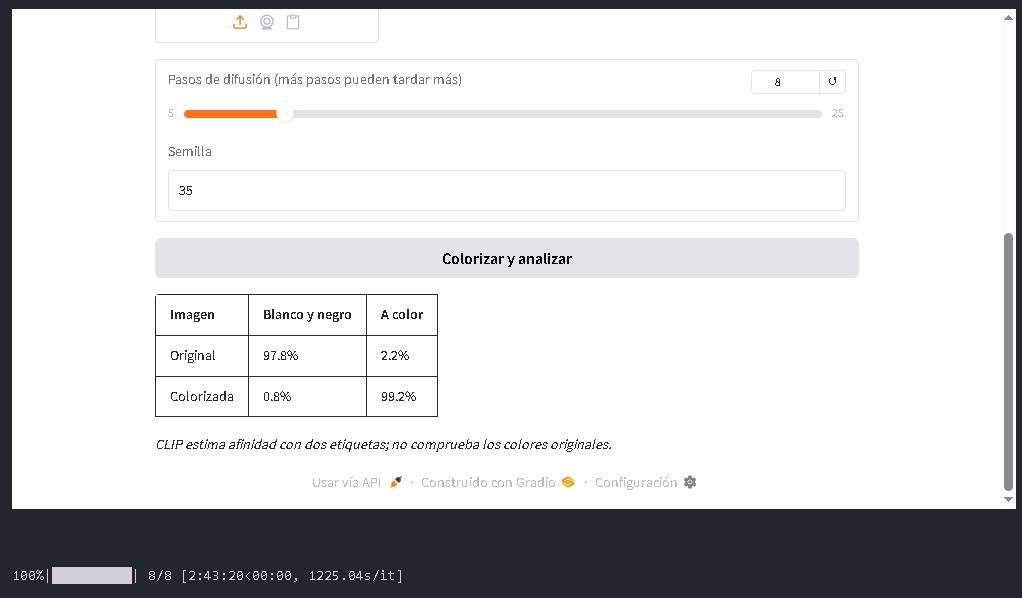 Pasos de difusión (más pasos pueden tardar más)
8
↺
5
25
Semilla
35
Colorizar y analizar
Imagen Blanco y negro A color
Original 97.8% 2.2%
Colorizada 0.8% 99.2%
CLIP estima afinidad con dos etiquetas; no comprueba los colores originales.
Usar vía API 🚀 · Construido con Gradio · Configuración ⚙️
100%|██████████| 8/8 [2:43:20<00:00, 1225.04s/it]